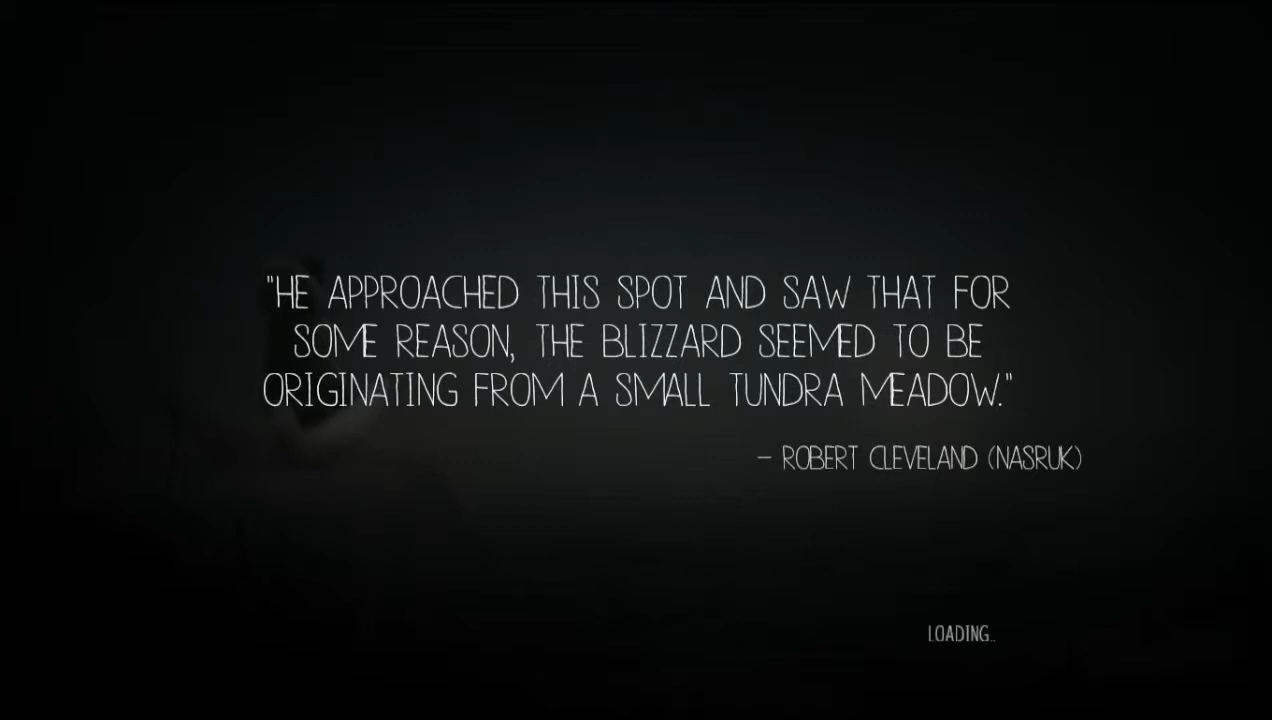 "HE APPROACHED THIS SPOT AND SAW THAT FOR
SOME REASON, THE BLIZZARD SEEMED TO BE
ORIGINATING FROM A SMALL TUNDRA MEADOW."
– ROBERT CLEVELAND (NASRUK)
LOADING..